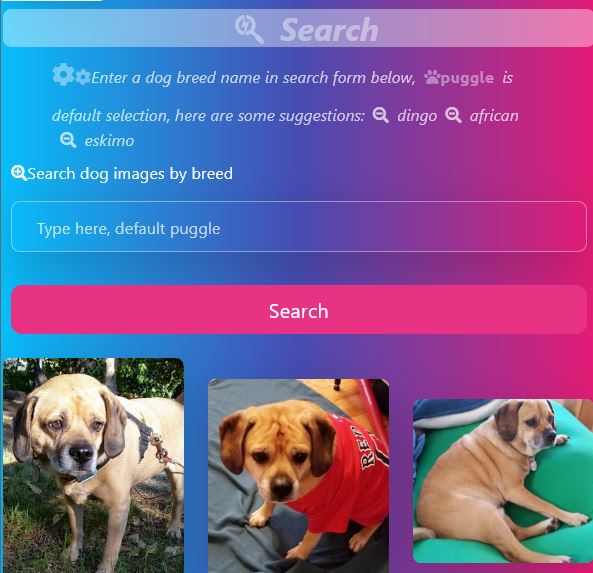 Search
Enter a dog breed name in search form below, puggle is
default selection, here are some suggestions: dingo african
eskimo
Search dog images by breed
Type here, default puggle
Search